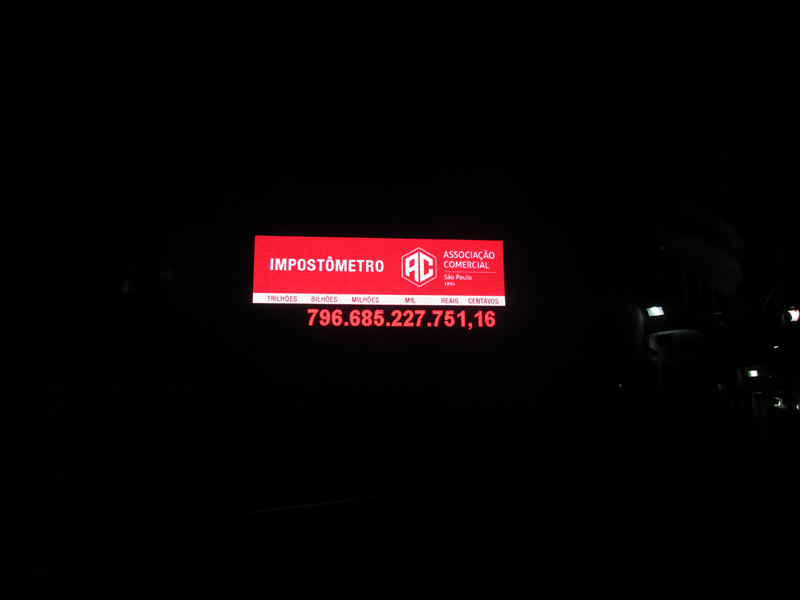 IMPOSTÔMETRO
AC
ASSOCIAÇÃO
COMERCIAL
São Paulo
1894
TRILHÕES BILHÕES MILHÕES MIL REAIS CENTAVOS
796.685.227.751,16